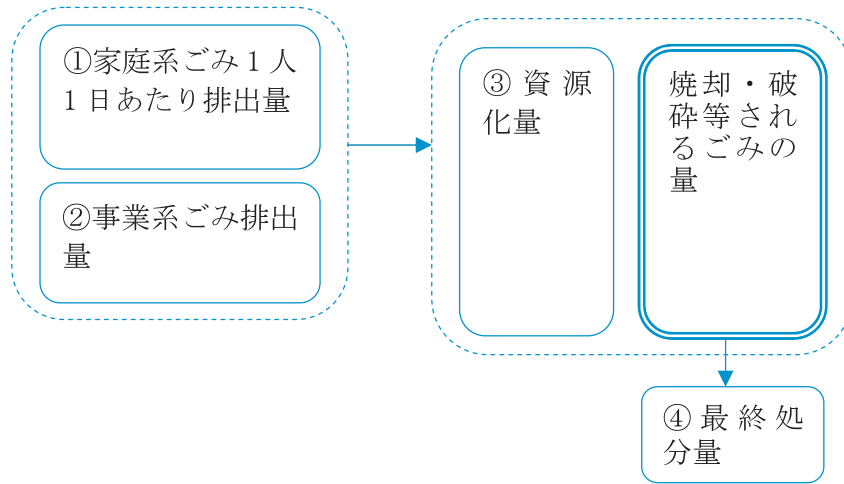 ①家庭系ごみ1人
1日あたり排出量
②事業系ごみ排出
量
③資源
化量
焼却・破
砕等され
るごみの
量
④最終処
分量